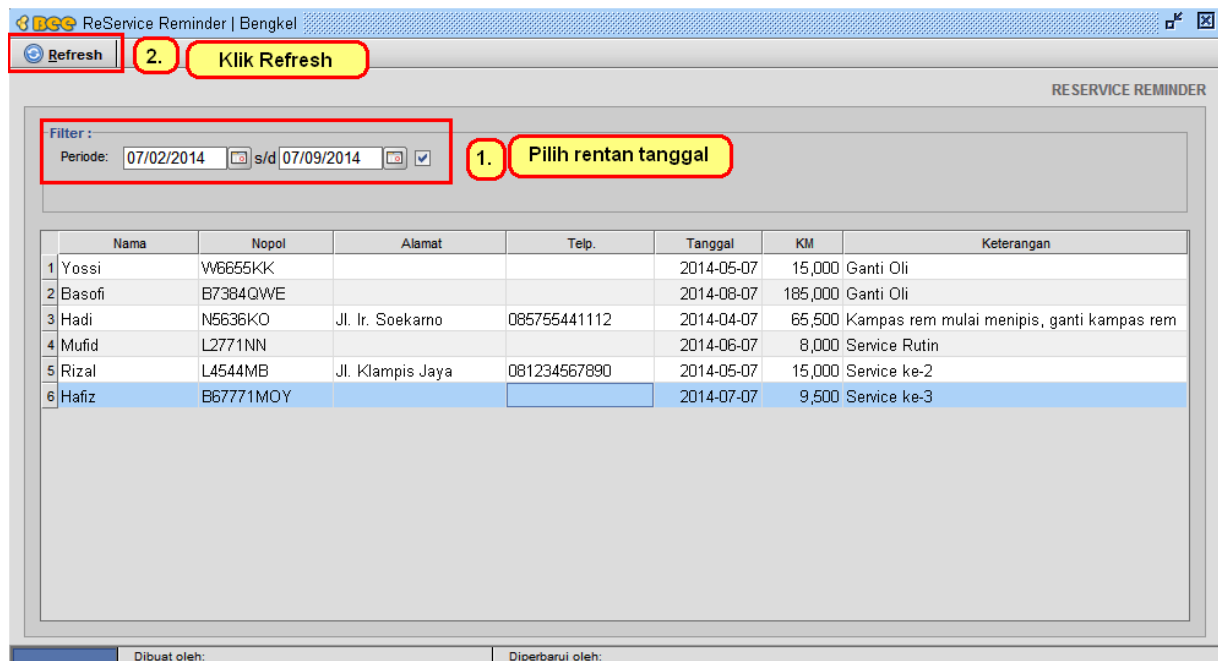 BEE ReService Reminder | Bengkel
Refresh
2.
Klik Refresh
RESERVICE REMINDER
Filter :
Periode: 07/02/2014 s/d 07/09/2014
1.
Pilih rentan tanggal
Nama Nopol Alamat Telp. Tanggal KM Keterangan
1 Yossi W6655KK 2014-05-07 15,000 Ganti Oli
2 Basofi B7384QWE 2014-08-07 185,000 Ganti Oli
3 Hadi N5636KO Jl. Ir. Soekarno 085755441112 2014-04-07 65,500 Kampas rem mulai menipis, ganti kampas rem
4 Mufid L2771NN 2014-06-07 8,000 Service Rutin
5 Rizal L4544MB Jl. Klampis Jaya 081234567890 2014-05-07 15,000 Service ke-2
6 Hafiz B67771MOY 2014-07-07 9,500 Service ke-3
Dibuat oleh: Diperbarui oleh: